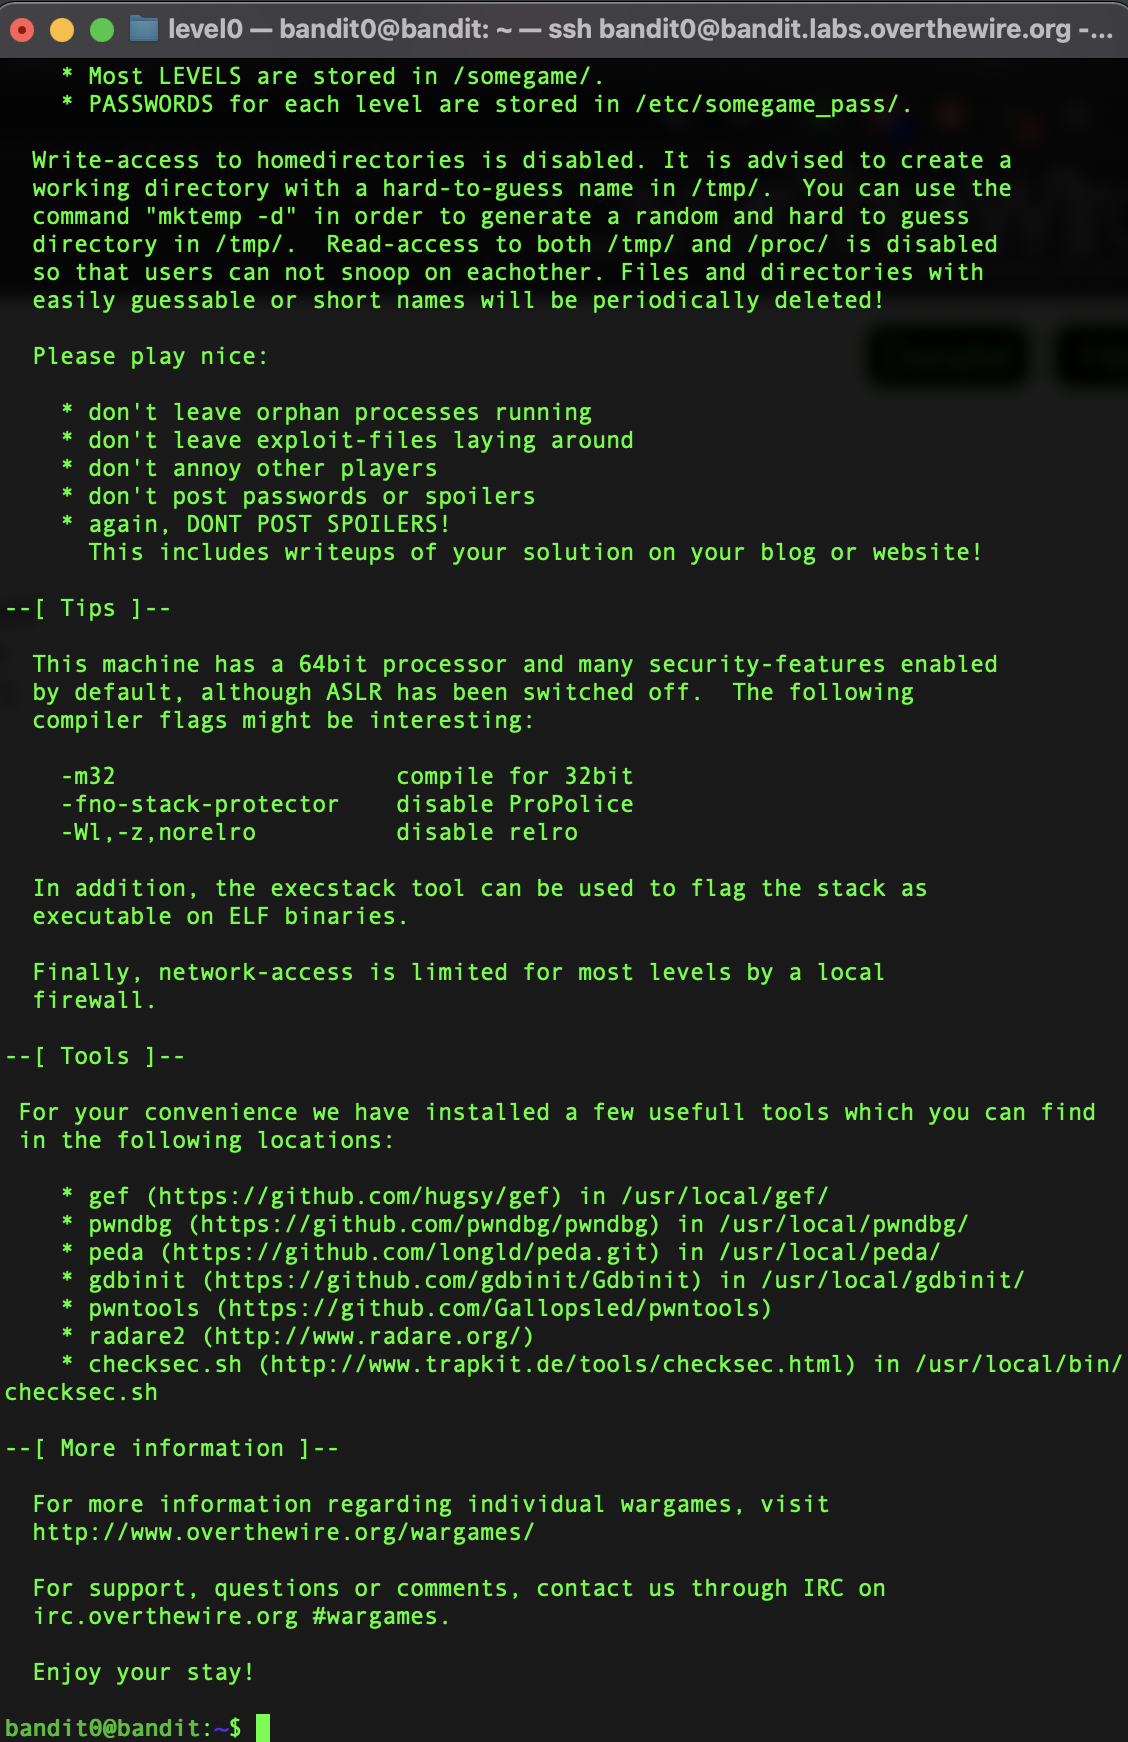 level0 — bandit0@bandit: ~ — ssh bandit0@bandit.labs.overthewire.org -...
* Most LEVELS are stored in /somegame/.
* PASSWORDS for each level are stored in /etc/somegame_pass/.
Write-access to homedirectories is disabled. It is advised to create a
working directory with a hard-to-guess name in /tmp/.  You can use the
command "mktemp -d" in order to generate a random and hard to guess
directory in /tmp/.  Read-access to both /tmp/ and /proc/ is disabled
so that users can not snoop on eachother. Files and directories with
easily guessable or short names will be periodically deleted!
Please play nice:
* don't leave orphan processes running
* don't leave exploit-files laying around
* don't annoy other players
* don't post passwords or spoilers
* again, DONT POST SPOILERS!
This includes writeups of your solution on your blog or website!
--[ Tips ]--
This machine has a 64bit processor and many security-features enabled
by default, although ASLR has been switched off.  The following
compiler flags might be interesting:
-m32                    compile for 32bit
-fno-stack-protector    disable ProPolice
-Wl,-z,norelro          disable relro
In addition, the execstack tool can be used to flag the stack as
executable on ELF binaries.
Finally, network-access is limited for most levels by a local
firewall.
--[ Tools ]--
For your convenience we have installed a few usefull tools which you can find
in the following locations:
* gef (https://github.com/hugsy/gef) in /usr/local/gef/
* pwndbg (https://github.com/pwndbg/pwndbg) in /usr/local/pwndbg/
* peda (https://github.com/longld/peda.git) in /usr/local/peda/
* gdbinit (https://github.com/gdbinit/Gdbinit) in /usr/local/gdbinit/
* pwntools (https://github.com/Gallopsled/pwntools)
* radare2 (http://www.radare.org/)
* checksec.sh (http://www.trapkit.de/tools/checksec.html) in /usr/local/bin/
checksec.sh
--[ More information ]--
For more information regarding individual wargames, visit
http://www.overthewire.org/wargames/
For support, questions or comments, contact us through IRC on
irc.overthewire.org #wargames.
Enjoy your stay!
bandit0@bandit:~$